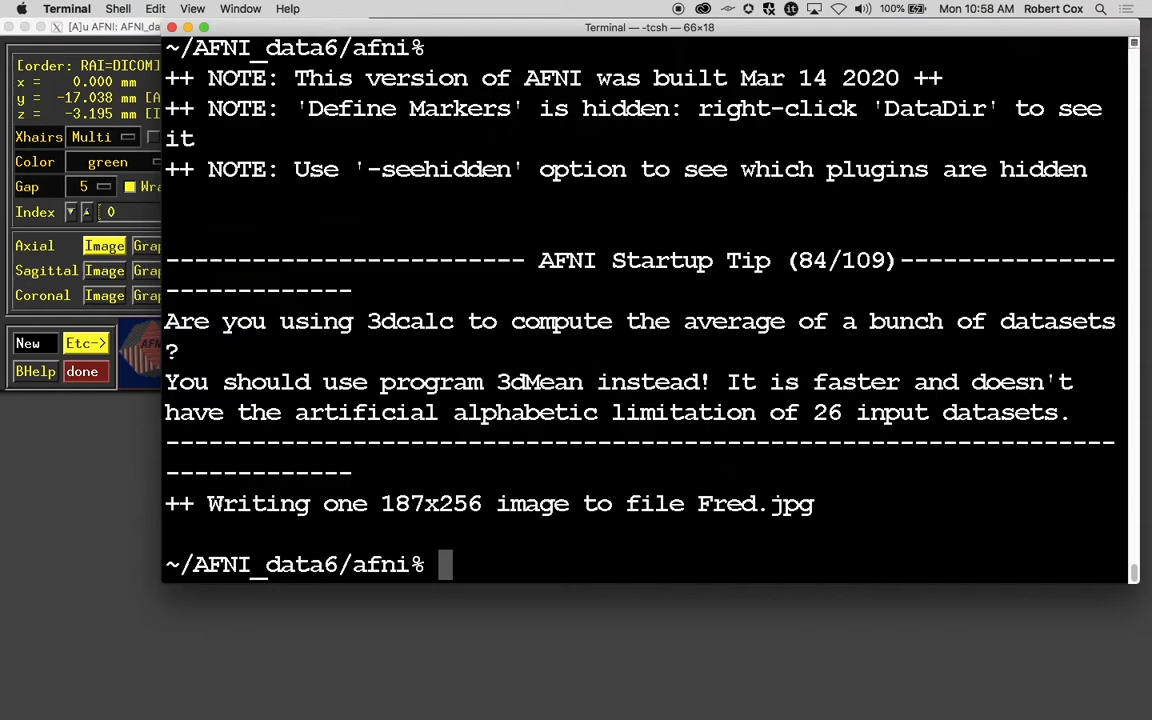 Terminal Shell Edit View Window Help 100% Mon 10:58 AM Robert Cox
[A]u AFNI: AFNI_da
Terminal — -tcsh — 66×18
[order: RAI=DICOM]
x = 0.000 mm
y = -17.038 mm [A
z = -3.195 mm [I
Xhairs Multi
Color green
Gap 5 Wra
Index 0
Axial Image Grap
Sagittal Image Grap
Coronal Image Grap
New Etc->
BHelp done
~/AFNI_data6/afni%
++ NOTE: This version of AFNI was built Mar 14 2020 ++
++ NOTE: 'Define Markers' is hidden: right-click 'DataDir' to see
it
++ NOTE: Use '-seehidden' option to see which plugins are hidden
------------------------- AFNI Startup Tip (84/109)---------------
-------------
Are you using 3dcalc to compute the average of a bunch of datasets
?
You should use program 3dMean instead! It is faster and doesn't
have the artificial alphabetic limitation of 26 input datasets.
------------------------------------------------------------------
-------------
++ Writing one 187x256 image to file Fred.jpg
~/AFNI_data6/afni%